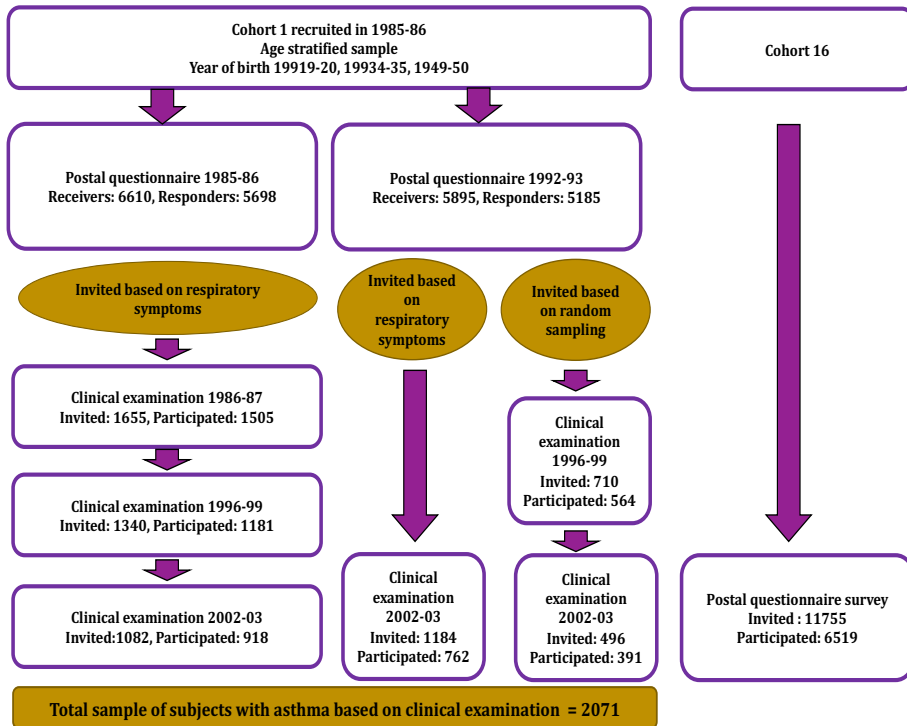 Cohort 1 recruited in 1985-86
Age stratified sample
Year of birth 19919-20, 19934-35, 1949-50
Cohort 16
Postal questionnaire 1985-86
Receivers: 6610, Responders: 5698
Postal questionnaire 1992-93
Receivers: 5895, Responders: 5185
Invited based on respiratory
symptoms
Invited based
on
respiratory
symptoms
Invited based
on random
sampling
Clinical examination 1986-87
Invited: 1655, Participated: 1505
Clinical
examination
1996-99
Invited: 710
Participated: 564
Clinical examination 1996-99
Invited: 1340, Participated: 1181
Clinical examination 2002-03
Invited:1082, Participated: 918
Clinical
examination
2002-03
Invited: 1184
Participated: 762
Clinical
examination
2002-03
Invited: 496
Participated: 391
Postal questionnaire survey
Invited : 11755
Participated: 6519
Total sample of subjects with asthma based on clinical examination = 2071